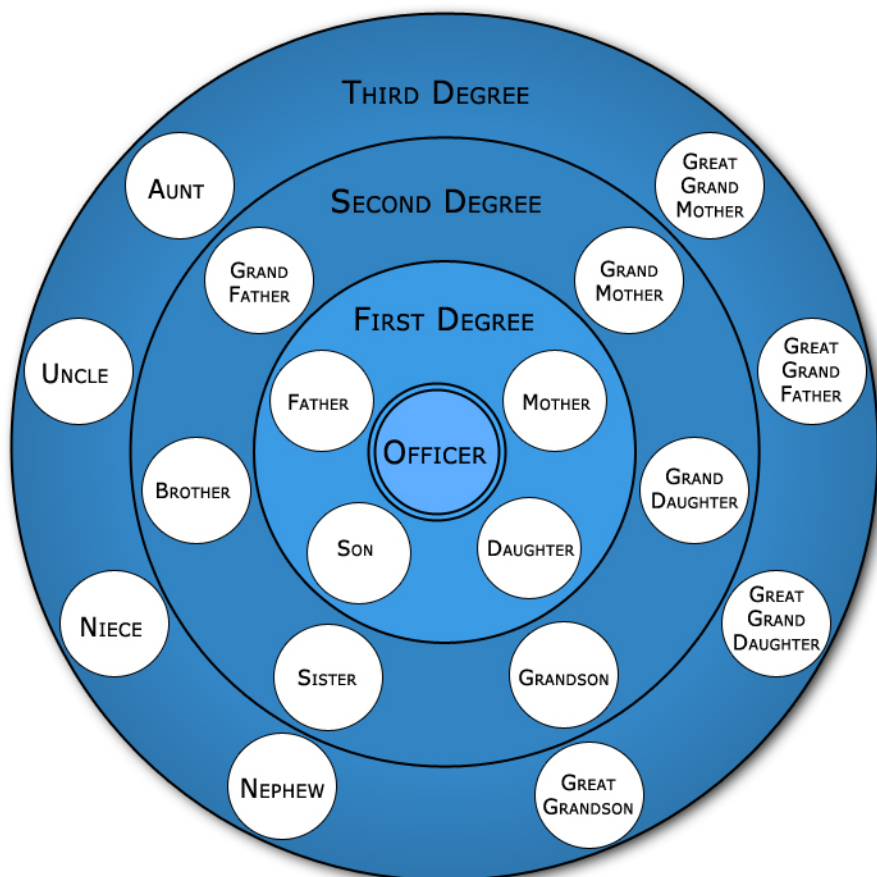 Third Degree
Aunt
Great
Grand
Mother
Second Degree
Grand
Father
Grand
Mother
First Degree
Uncle
Great
Grand
Father
Father
Mother
Officer
Brother
Grand
Daughter
Son
Daughter
Niece
Great
Grand
Daughter
Sister
Grandson
Nephew
Great
Grandson